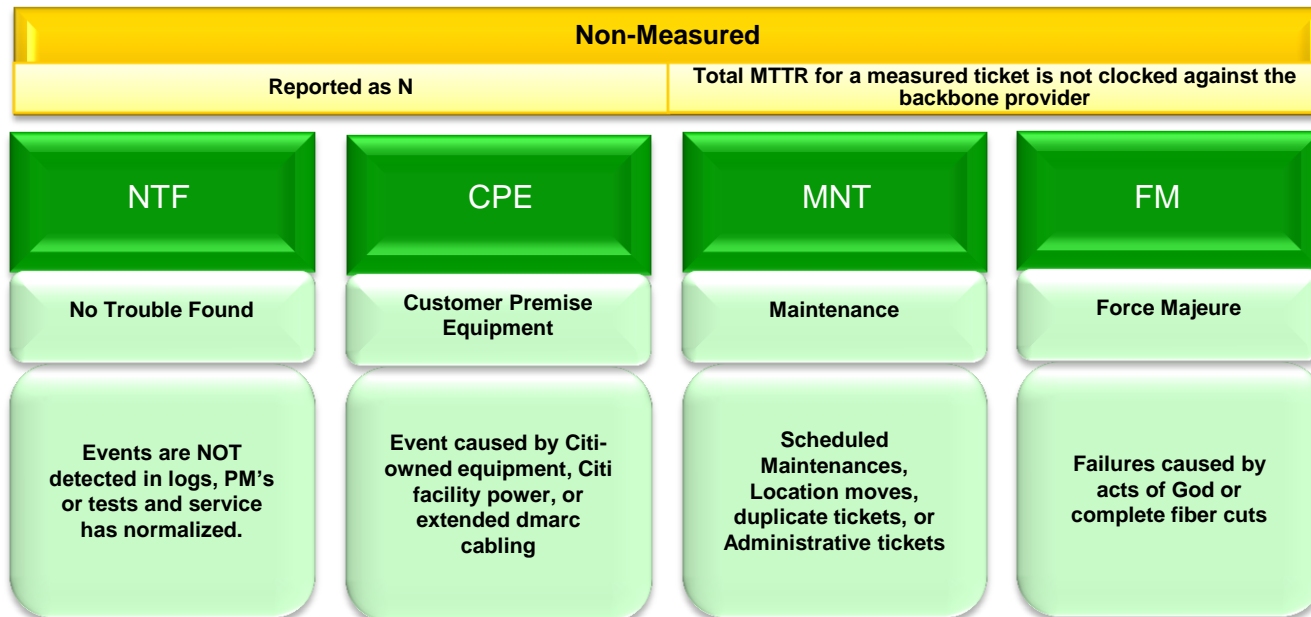 Non-Measured
Reported as N
Total MTTR for a measured ticket is not clocked against the
backbone provider
NTF
CPE
MNT
FM
No Trouble Found
Customer Premise
Equipment
Maintenance
Force Majeure
Events are NOT
detected in logs, PM’s
or tests and service
has normalized.
Event caused by Citi-
owned equipment, Citi
facility power, or
extended dmarc
cabling
Scheduled
Maintenances,
Location moves,
duplicate tickets, or
Administrative tickets
Failures caused by
acts of God or
complete fiber cuts